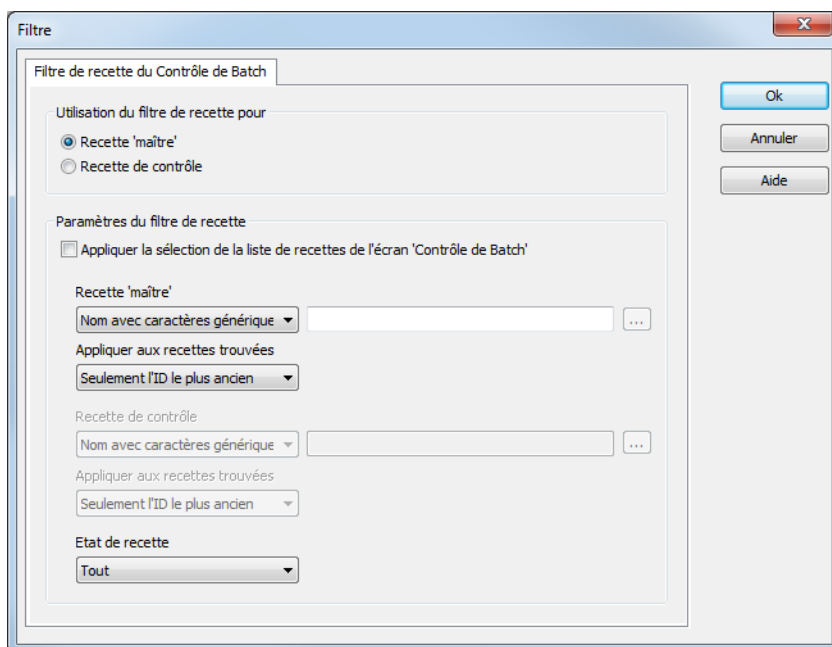 Filtre
Filtre de recette du Contrôle de Batch
Utilisation du filtre de recette pour
Recette 'maître'
Recette de contrôle
Ok
Annuler
Aide
Paramètres du filtre de recette
Appliquer la sélection de la liste de recettes de l'écran 'Contrôle de Batch'
Recette 'maître'
Nom avec caractères générique
...
Appliquer aux recettes trouvées
Seulement l'ID le plus ancien
Recette de contrôle
Nom avec caractères générique
...
Appliquer aux recettes trouvées
Seulement l'ID le plus ancien
Etat de recette
Tout